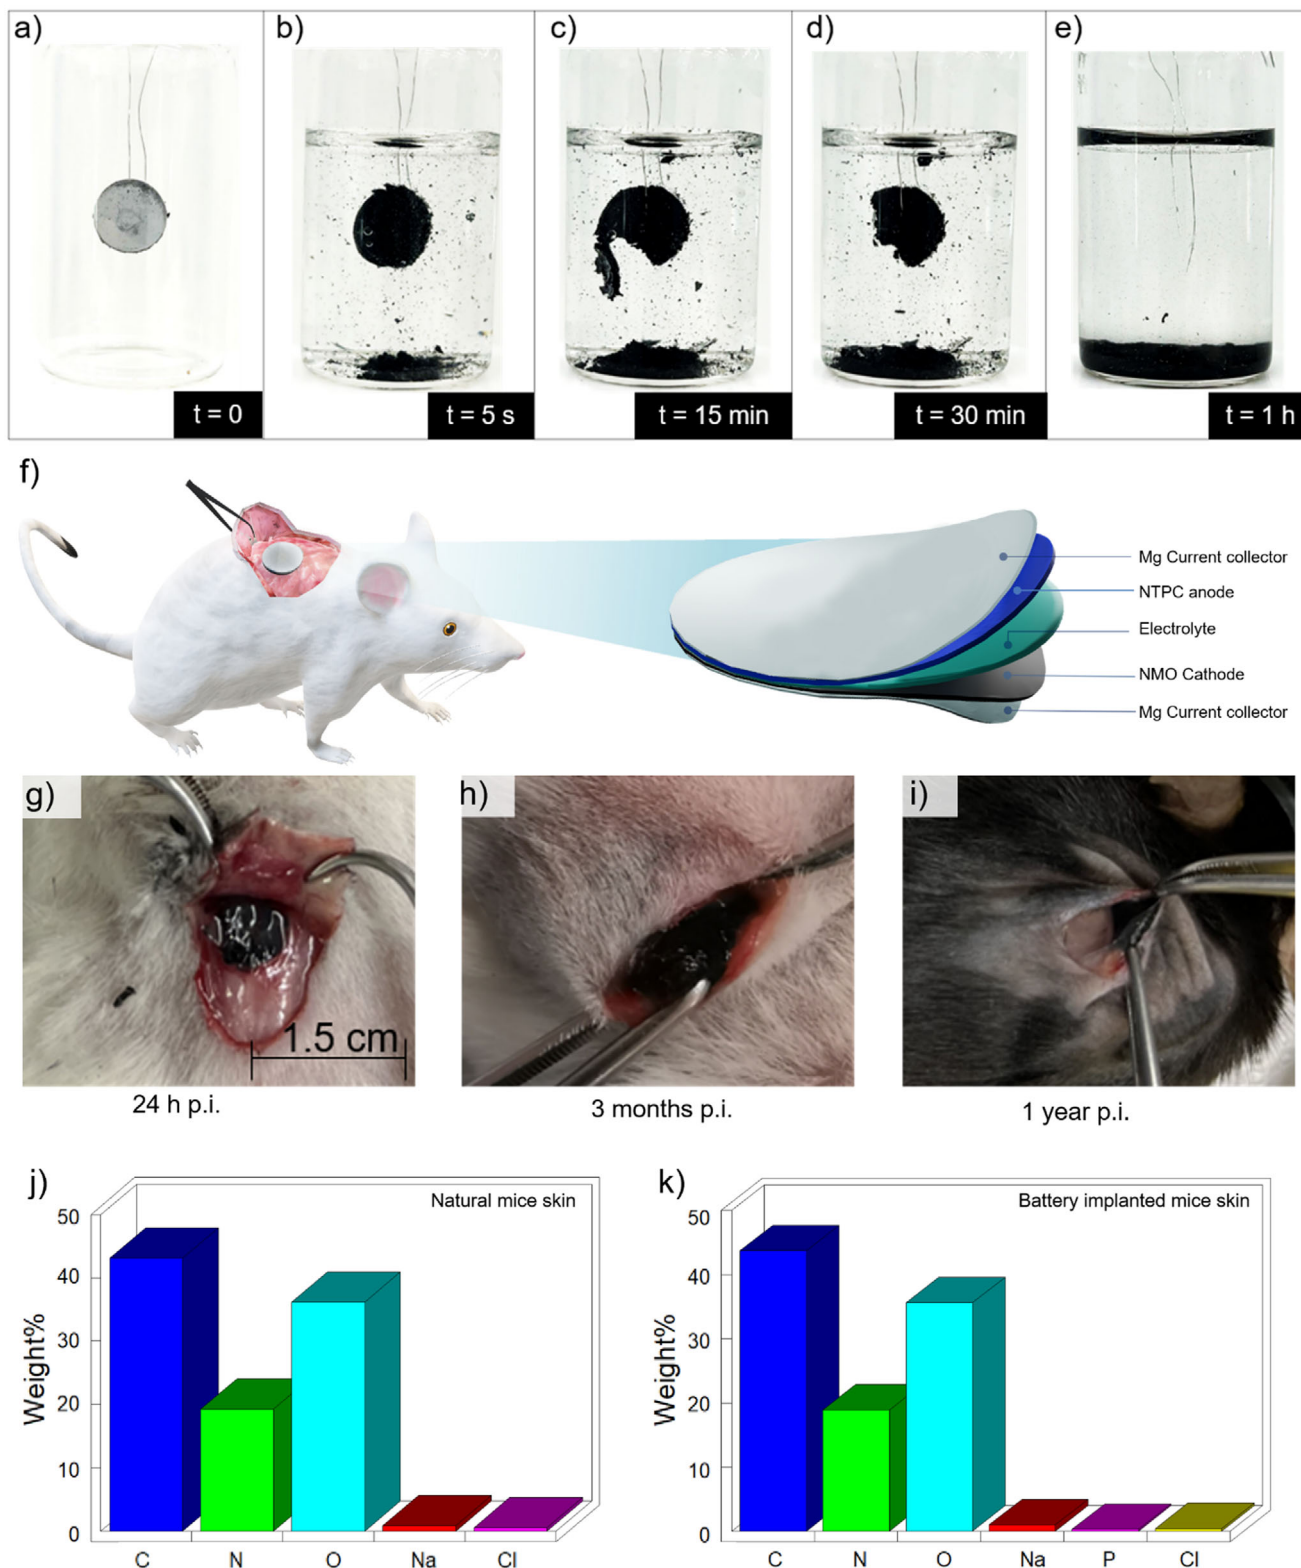 a)
b)
c)
d)
e)
t = 0
t = 5 s
t = 15 min
t = 30 min
t = 1 h
f)
Mg Current collector
NTPC anode
Electrolyte
NMO Cathode
Mg Current collector
g)
h)
i)
1.5 cm
24 h p.i.
3 months p.i.
1 year p.i.
j)
Natural mice skin
Weight%
50
40
30
20
10
0
C N O Na Cl
k)
Battery implanted mice skin
Weight%
50
40
30
20
10
0
C N O Na P Cl